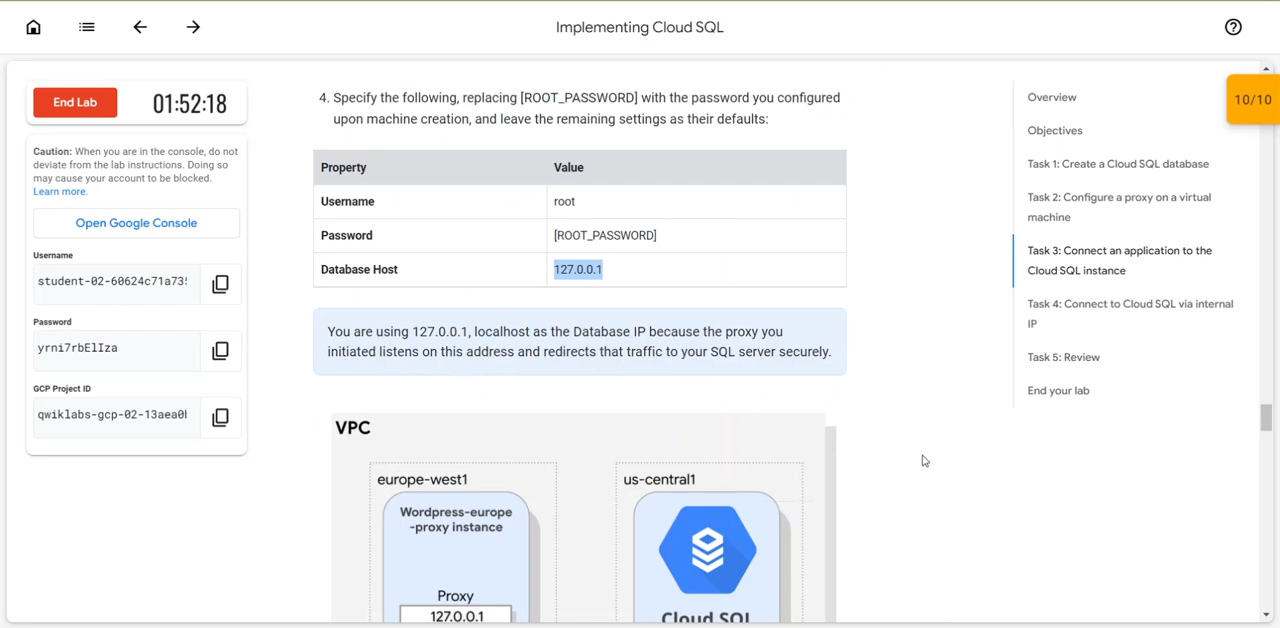 Implementing Cloud SQL
End Lab
01:52:18
Caution: When you are in the console, do not
deviate from the lab instructions. Doing so
may cause your account to be blocked.
Learn more.
Open Google Console
Username
student-02-60624c71a735
Password
yrni7rbElIza
GCP Project ID
qwiklabs-gcp-02-13aea0b
4. Specify the following, replacing [ROOT_PASSWORD] with the password you configured
upon machine creation, and leave the remaining settings as their defaults:
Property Value
Username root
Password [ROOT_PASSWORD]
Database Host 127.0.0.1
You are using 127.0.0.1, localhost as the Database IP because the proxy you
initiated listens on this address and redirects that traffic to your SQL server securely.
VPC
europe-west1
us-central1
Wordpress-europe
-proxy instance
Proxy
127.0.0.1
Cloud SQL
Overview
Objectives
Task 1: Create a Cloud SQL database
Task 2: Configure a proxy on a virtual
machine
Task 3: Connect an application to the
Cloud SQL instance
Task 4: Connect to Cloud SQL via internal
IP
Task 5: Review
End your lab
10/10